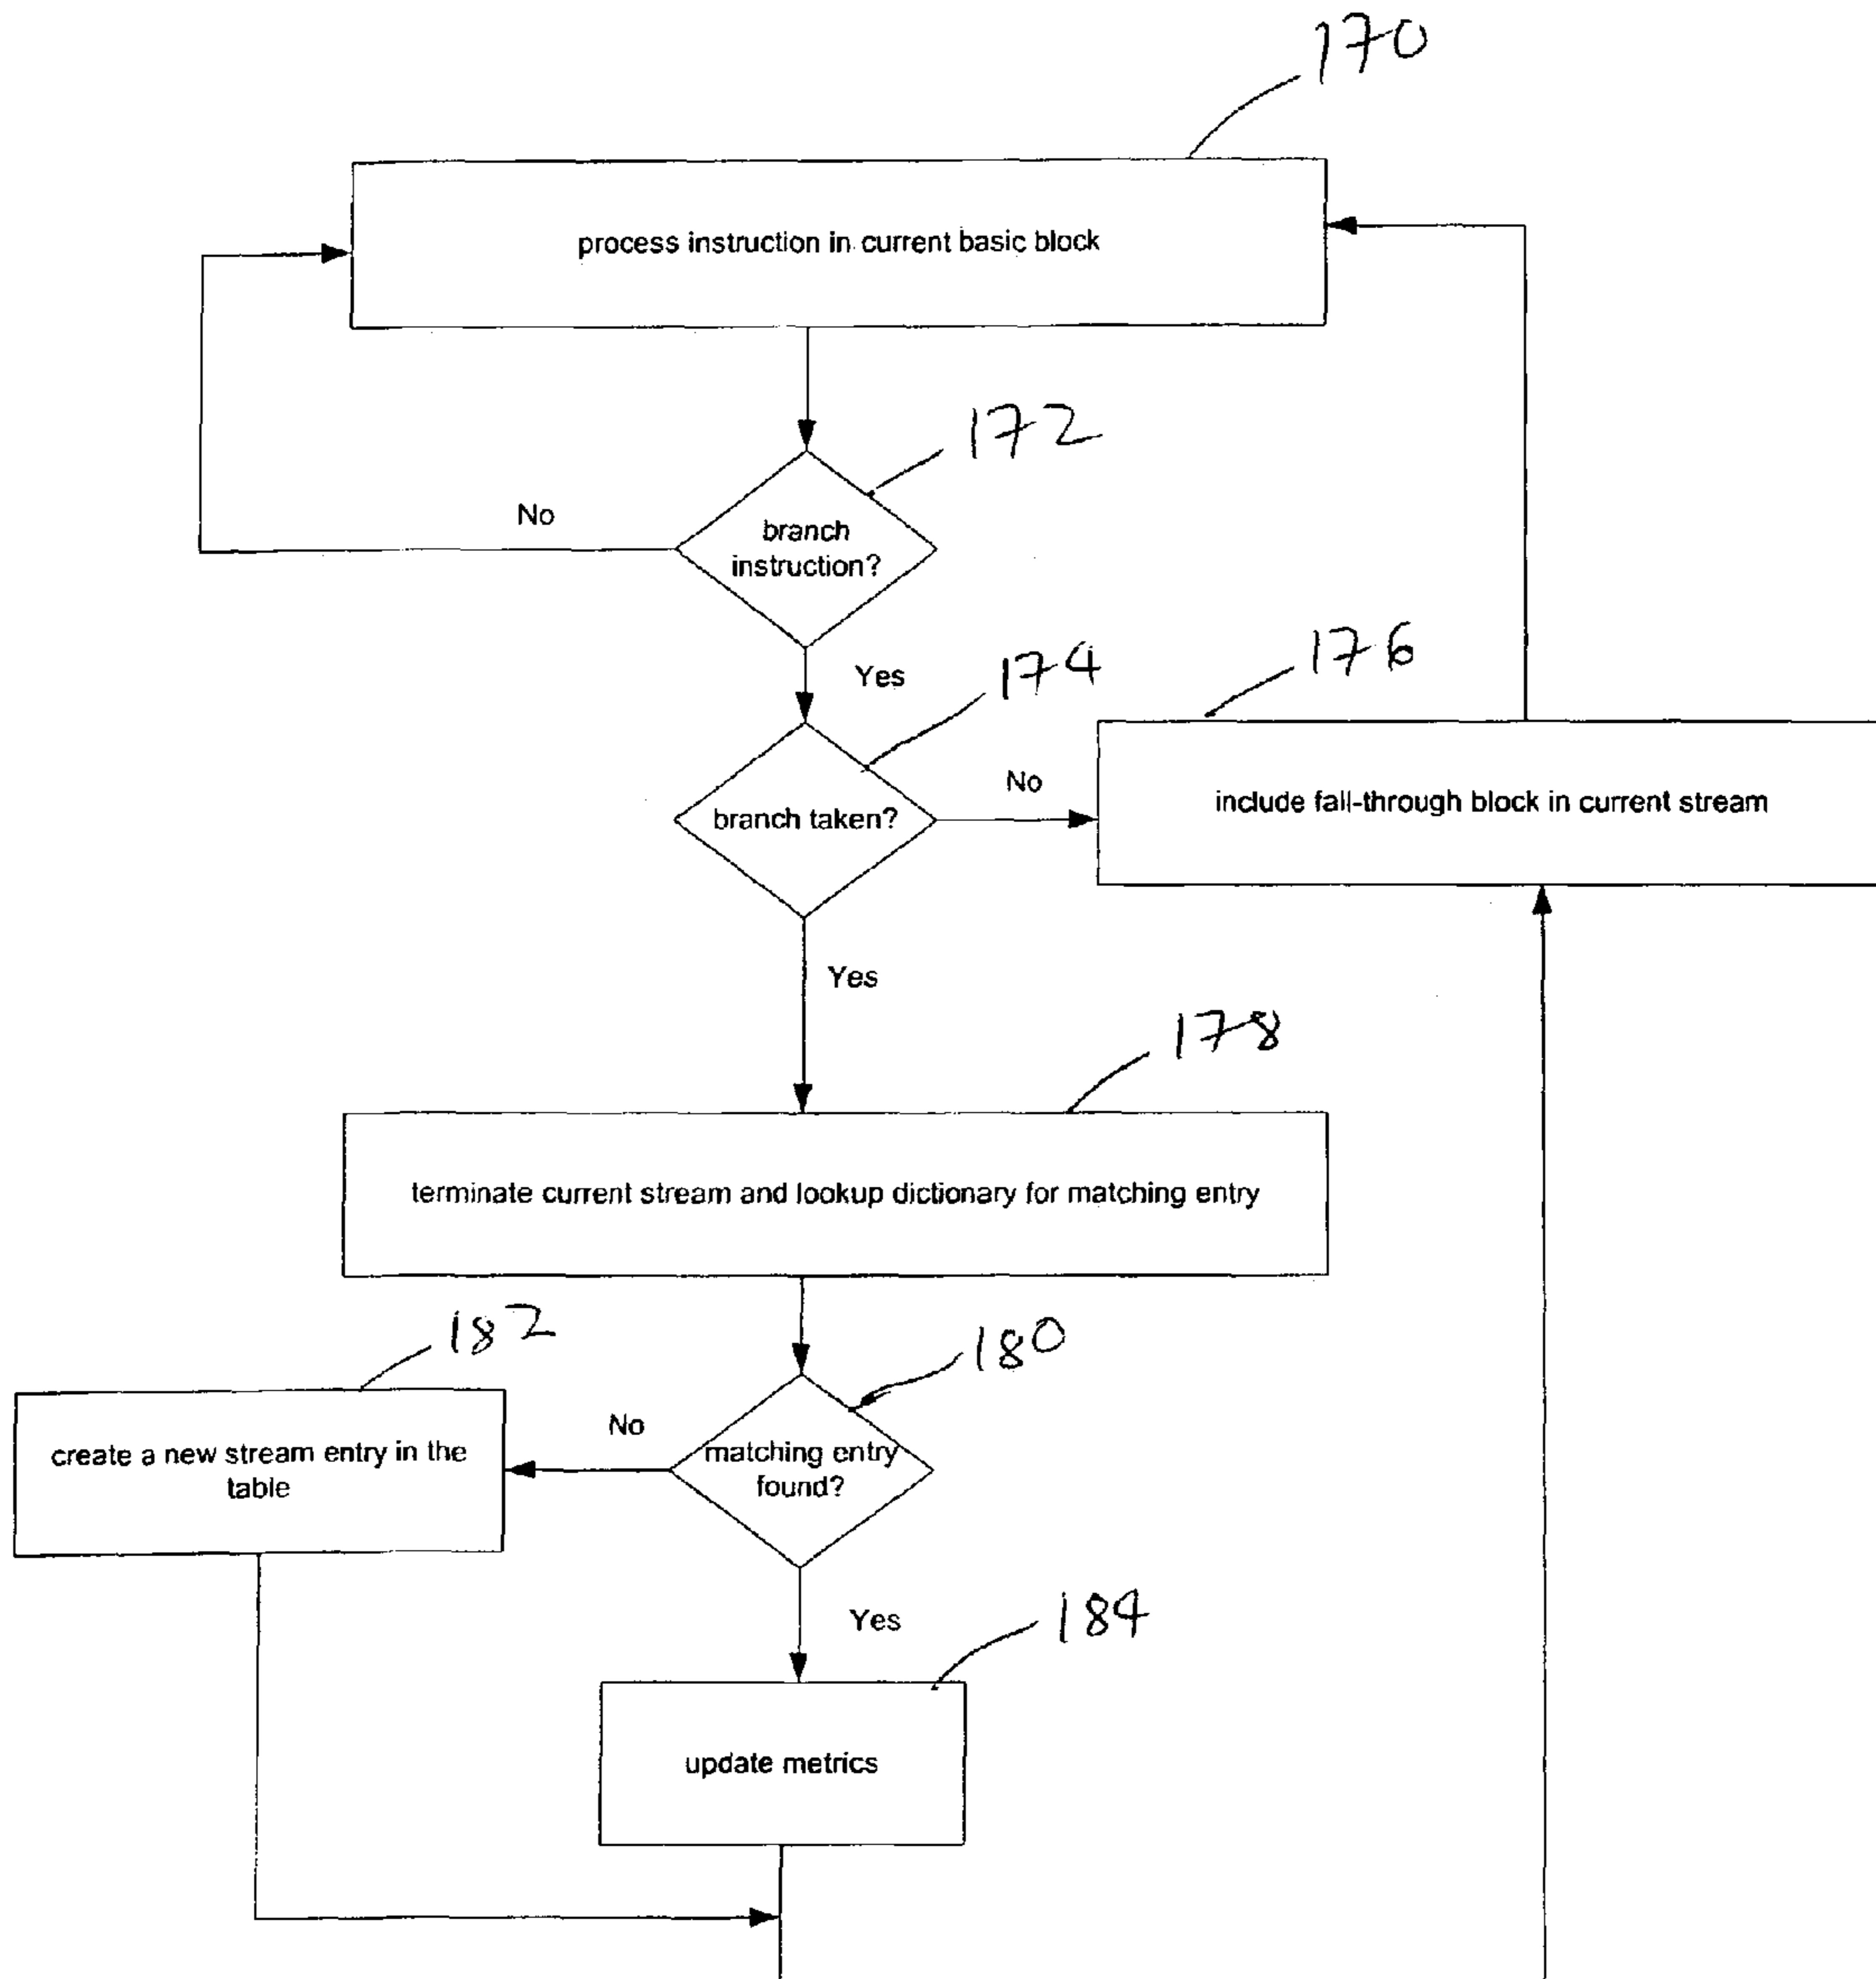 170
process instruction in current basic block
172
No
branch
instruction?
Yes
174
176
No
branch taken?
include fall-through block in current stream
Yes
178
terminate current stream and lookup dictionary for matching entry
182
180
No
create a new stream entry in the
table
matching entry
found?
Yes
184
update metrics